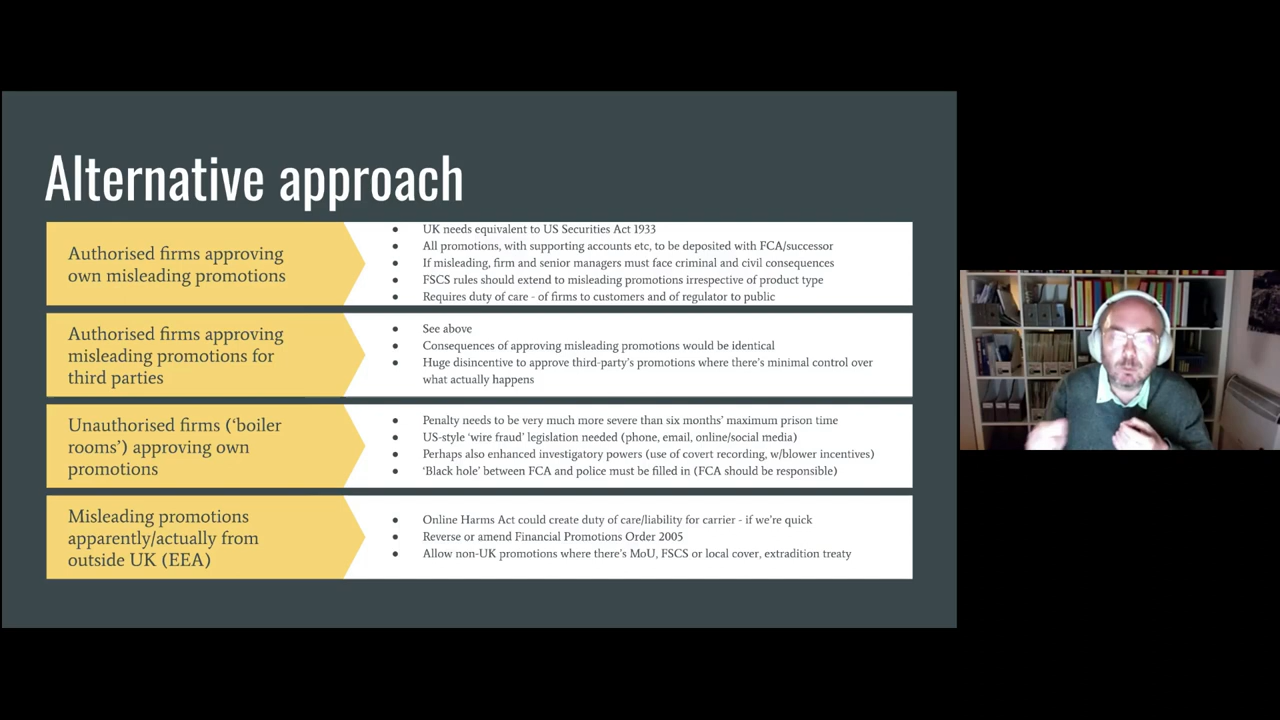 Alternative approach
Authorised firms approving
own misleading promotions
● UK needs equivalent to US Securities Act 1933
● All promotions, with supporting accounts etc, to be deposited with FCA/successor
● If misleading, firm and senior managers must face criminal and civil consequences
● FSCS rules should extend to misleading promotions irrespective of product type
● Requires duty of care - of firms to customers and of regulator to public
Authorised firms approving
misleading promotions for
third parties
● See above
● Consequences of approving misleading promotions would be identical
● Huge disincentive to approve third-party's promotions where there's minimal control over
what actually happens
Unauthorised firms ('boiler
rooms') approving own
promotions
● Penalty needs to be very much more severe than six months' maximum prison time
● US-style 'wire fraud' legislation needed (phone, email, online/social media)
● Perhaps also enhanced investigatory powers (use of covert recording, w/blower incentives)
● 'Black hole' between FCA and police must be filled in (FCA should be responsible)
Misleading promotions
apparently/actually from
outside UK (EEA)
● Online Harms Act could create duty of care/liability for carrier - if we're quick
● Reverse or amend Financial Promotions Order 2005
● Allow non-UK promotions where there's MoU, FSCS or local cover, extradition treaty